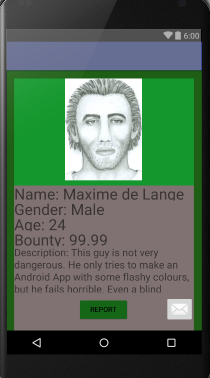 6:00
Name: Maxime de Lange
Gender: Male
Age: 24
Bounty: 99.99
Description: This guy is not very
dangerous. He only tries to make an
Android App with some flashy colours,
but he fails horrible. Even a blind
REPORT